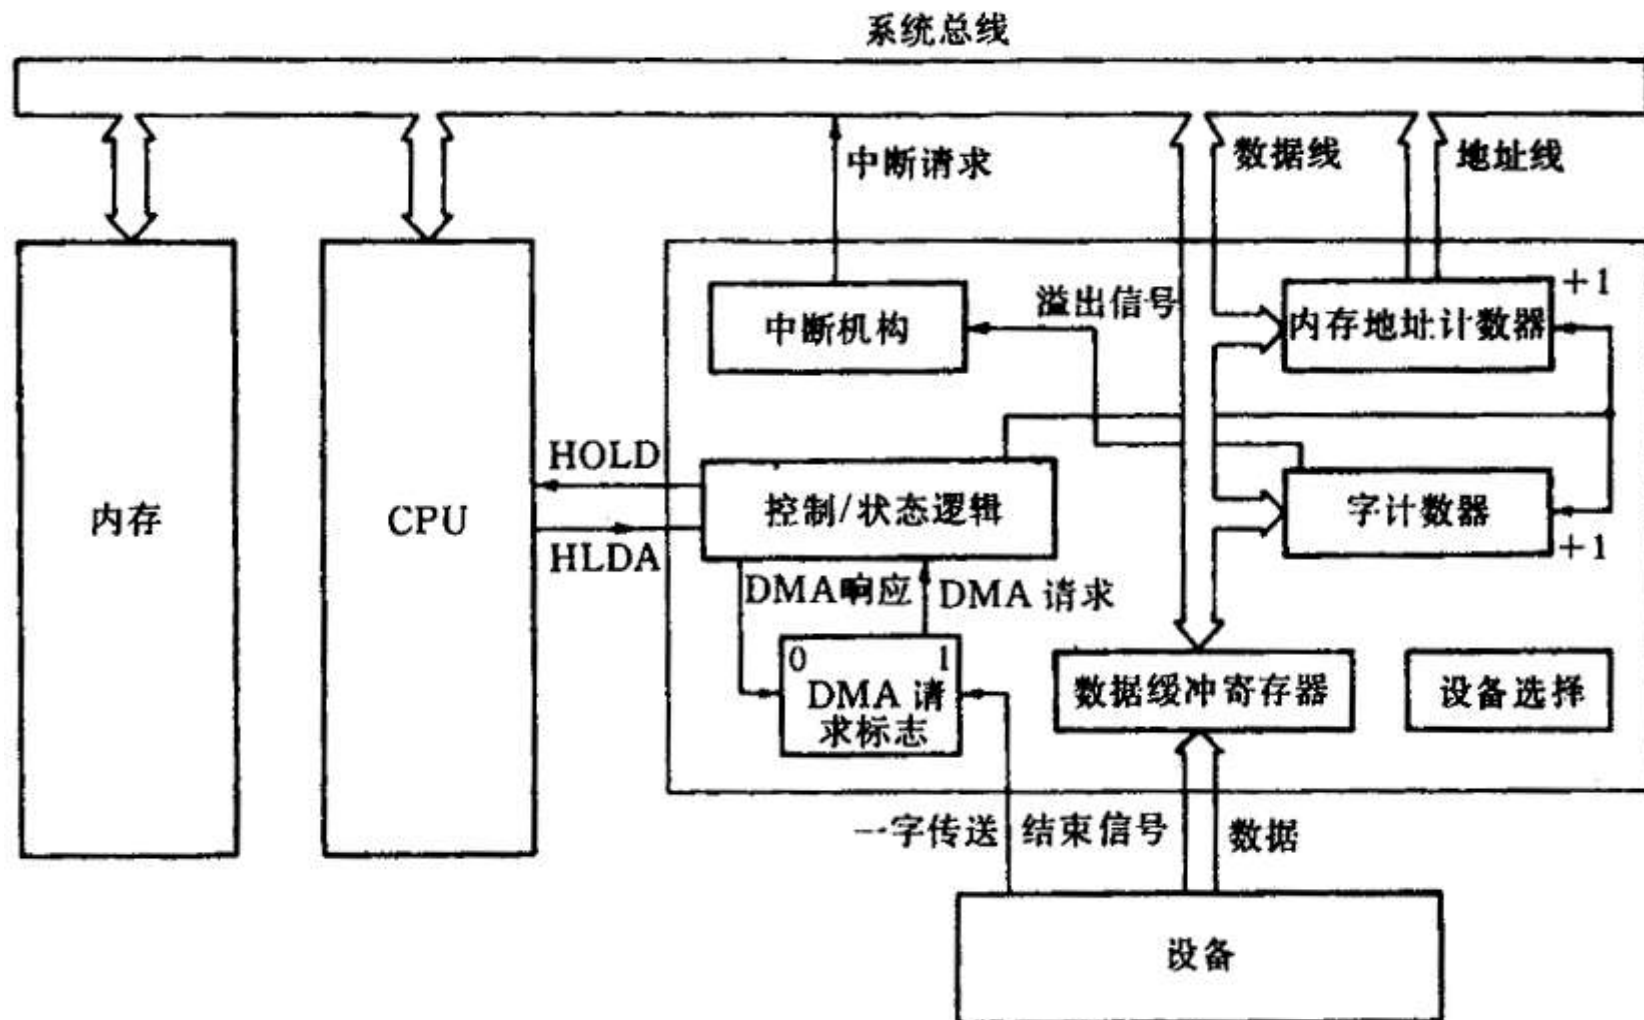 系统总线
中断请求
数据线
地址线
中断机构
溢出信号
+1
内存地址计数器
内存
CPU
HOLD
HLDA
控制/状态逻辑
字计数器
+1
DMA响应
DMA 请求
0 1
DMA 请
求标志
数据缓冲寄存器
设备选择
一字传送
结束信号
数据
设备